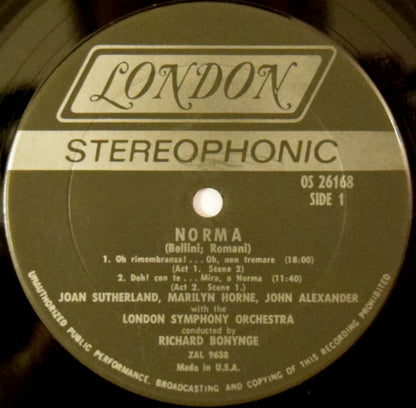 LONDON
STEREOPHONIC
OS 26168
SIDE 1
NORMA
(Bellini; Romani)
1. Oh rimembranza! . . . Oh, non tremare (18:00)
(Act 1. Scene 2)
2. Deh! con te . . . Mira, o Norma (11:40)
(Act 2. Scene 1.)
JOAN SUTHERLAND, MARILYN HORNE, JOHN ALEXANDER
with the
LONDON SYMPHONY ORCHESTRA
conducted by
RICHARD BONYNGE
ZAL 9638
Made in U.S.A.
UNAUTHORIZED PUBLIC PERFORMANCE, BROADCASTING AND COPYING OF THIS RECORDING PROHIBITED